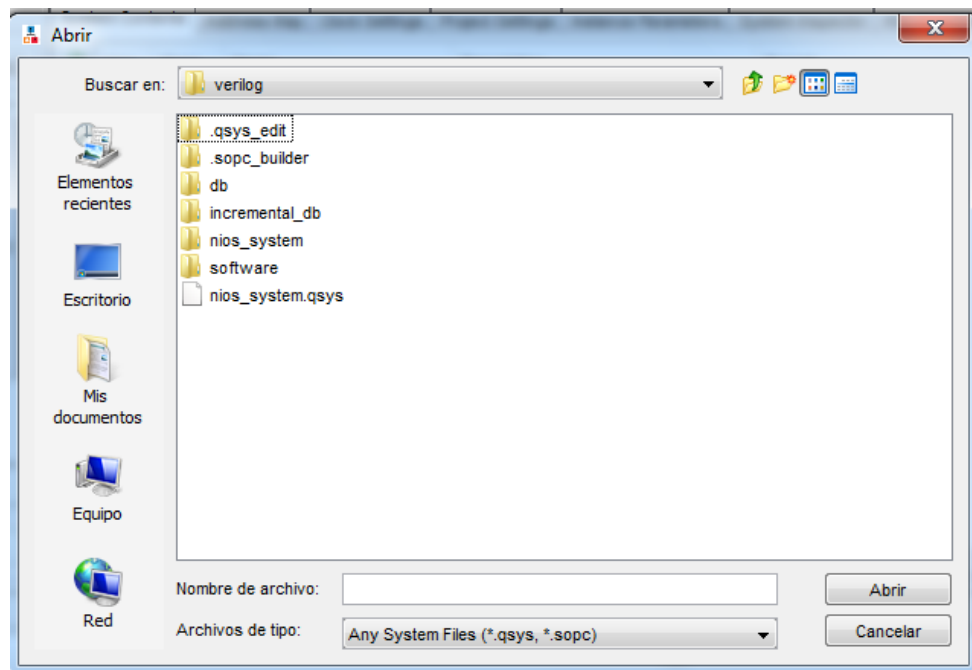 Abrir
Buscar en: verilog
.qsys_edit
.sopc_builder
db
incremental_db
nios_system
software
nios_system.qsys
Elementos
recientes
Escritorio
Mis
documentos
Equipo
Red
Nombre de archivo:
Abrir
Archivos de tipo: Any System Files (*.qsys, *.sopc)
Cancelar